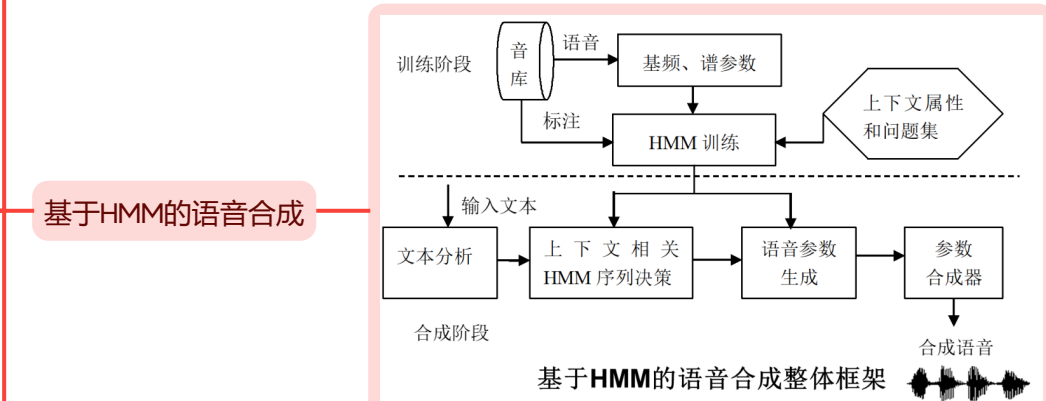 基于HMM的语音合成
训练阶段
音
库
语音
基频、谱参数
标注
HMM 训练
上下文属性
和问题集
输入文本
文本分析
上下文相关
HMM 序列决策
语音参数
生成
参数
合成器
合成阶段
合成语音
基于HMM的语音合成整体框架